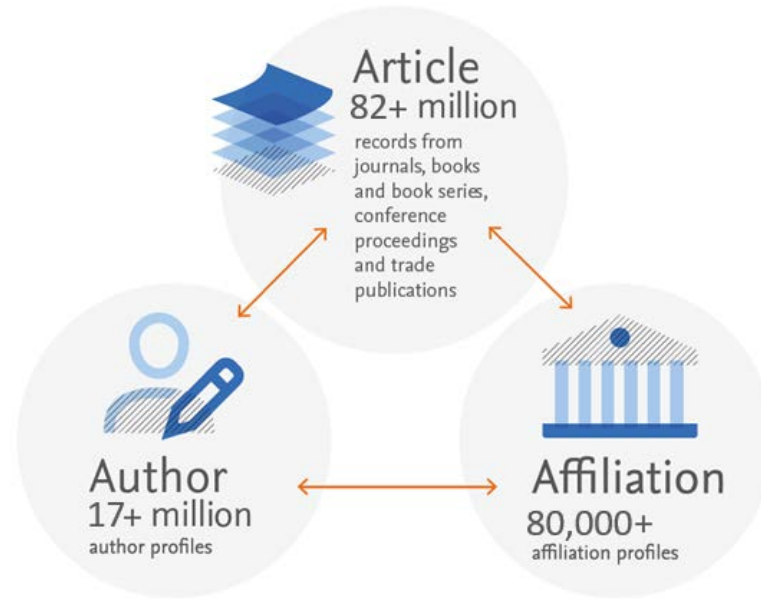 Article
82+ million
records from
journals, books
and book series,
conference
proceedings
and trade
publications
Author
17+ million
author profiles
Affiliation
80,000+
affiliation profiles